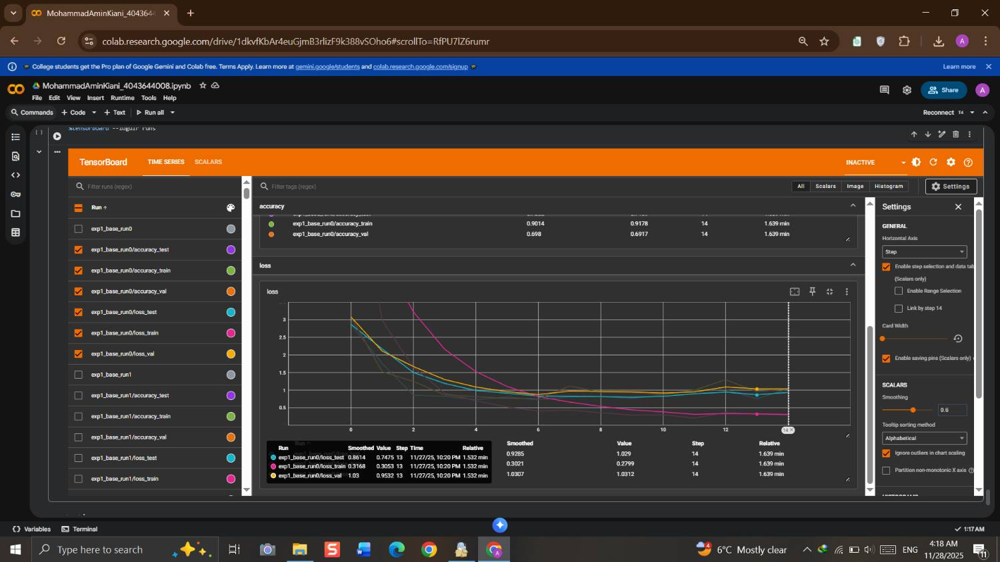 MohammadAminKiani_404364
colab.research.google.com/drive/1dkvfKbAr4euGjmB3rlizF9k388vSOho6#scrollTo=RfPU7lZ6rumr
A
College students get the Pro plan of Google Gemini and Colab free. Terms Apply. Learn more at gemini.google/students and colab.research.google.com/signup
Learn more
MohammadAminKiani_4043644008.ipynb
File Edit View Insert Runtime Tools Help
Share
A
Commands + Code + Text Run all
Reconnect T4
%tensorboard --logdir runs
TensorBoard TIME SERIES SCALARS INACTIVE
Filter runs (regex)
Run
exp1_base_run0
exp1_base_run0/accuracy_test
exp1_base_run0/accuracy_train
exp1_base_run0/accuracy_val
exp1_base_run0/loss_test
exp1_base_run0/loss_train
exp1_base_run0/loss_val
exp1_base_run1
exp1_base_run1/accuracy_test
exp1_base_run1/accuracy_train
exp1_base_run1/accuracy_val
exp1_base_run1/loss_test
exp1_base_run1/loss_train
Filter tags (regex)
All Scalars Image Histogram
Settings
accuracy
exp1_base_run0/accuracy_train 0.9014 0.9178 14 1.639 min
exp1_base_run0/accuracy_val 0.698 0.6917 14 1.639 min
loss
loss
3
2.5
2
1.5
1
0.5
0 2 4 6 8 10 12 14
Run Smoothed Value Step Time Relative
exp1_base_run0/loss_test 0.8614 0.7475 13 11/27/25, 10:20 PM 1.532 min
exp1_base_run0/loss_train 0.3168 0.3053 13 11/27/25, 10:20 PM 1.532 min
exp1_base_run0/loss_val 1.03 0.9532 13 11/27/25, 10:20 PM 1.532 min
Smoothed Value Step Relative
0.9285 1.029 14 1.639 min
0.3021 0.2799 14 1.639 min
1.0307 1.0312 14 1.639 min
Settings
GENERAL
Horizontal Axis
Step
Enable step selection and data tab
(Scalars only)
Enable Range Selection
Link by step 14
Card Width
Enable saving pins (Scalars only)
SCALARS
Smoothing
0.6
Tooltip sorting method
Alphabetical
Ignore outliers in chart scaling
Partition non-monotonic X axis
Variables Terminal
1:17 AM
Type here to search
6°C Mostly clear
ENG
4:18 AM
11/28/2025
11